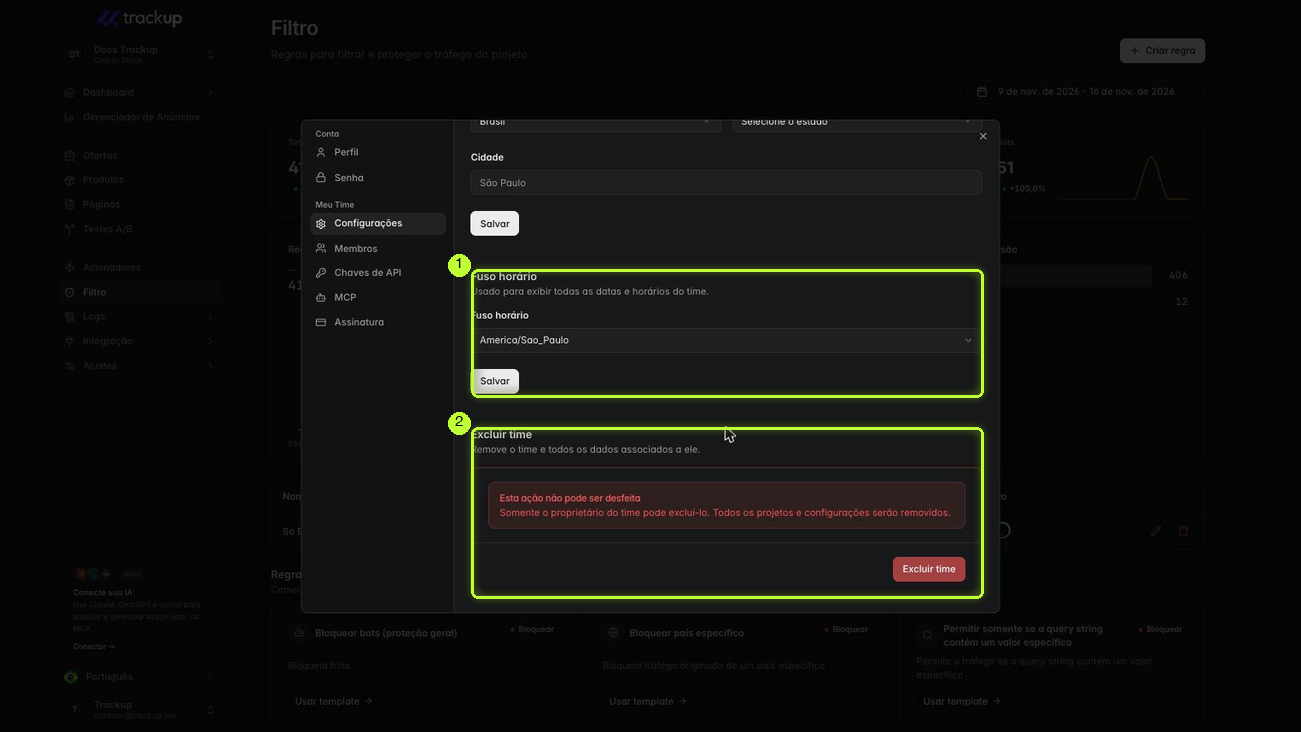 trackup
Filtro
Regras para filtrar e proteger o tráfego do projeto
DT
Docs Trackup
Online Store
Criar regra
9 de nov. de 2026 - 16 de nov. de 2026
Dashboard
Gerenciador de Anúncios
Ofertas
Produtos
Páginas
Testes A/B
Acionadores
Filtro
Logs
Integração
Ajustes
Conta
Perfil
Senha
Meu Time
Configurações
Membros
Chaves de API
MCP
Assinatura
Brasil
Selecione o estado
Cidade
São Paulo
Salvar
1
Fuso horário
Usado para exibir todas as datas e horários do time.
Fuso horário
America/Sao_Paulo
Salvar
2
Excluir time
Remove o time e todos os dados associados a ele.
Esta ação não pode ser desfeita
Somente o proprietário do time pode excluí-lo. Todos os projetos e configurações serão removidos.
Excluir time
51
+100,0%
406
12
Novo
Conecte sua IA
Use Claude, ChatGPT e outros para
analisar e gerenciar seu projeto via
MCP.
Conectar →
Português
T
Trackup
contato@trackup.me
Bloquear bots (proteção geral)
Bloquear
Bloqueia bots
Usar template →
Bloquear país específico
Bloquear
Bloqueia tráfego originado de um país específico
Usar template →
Permitir somente se a query string
contém um valor específico
Bloquear
Permite o tráfego se a query string contém um valor
específico
Usar template →